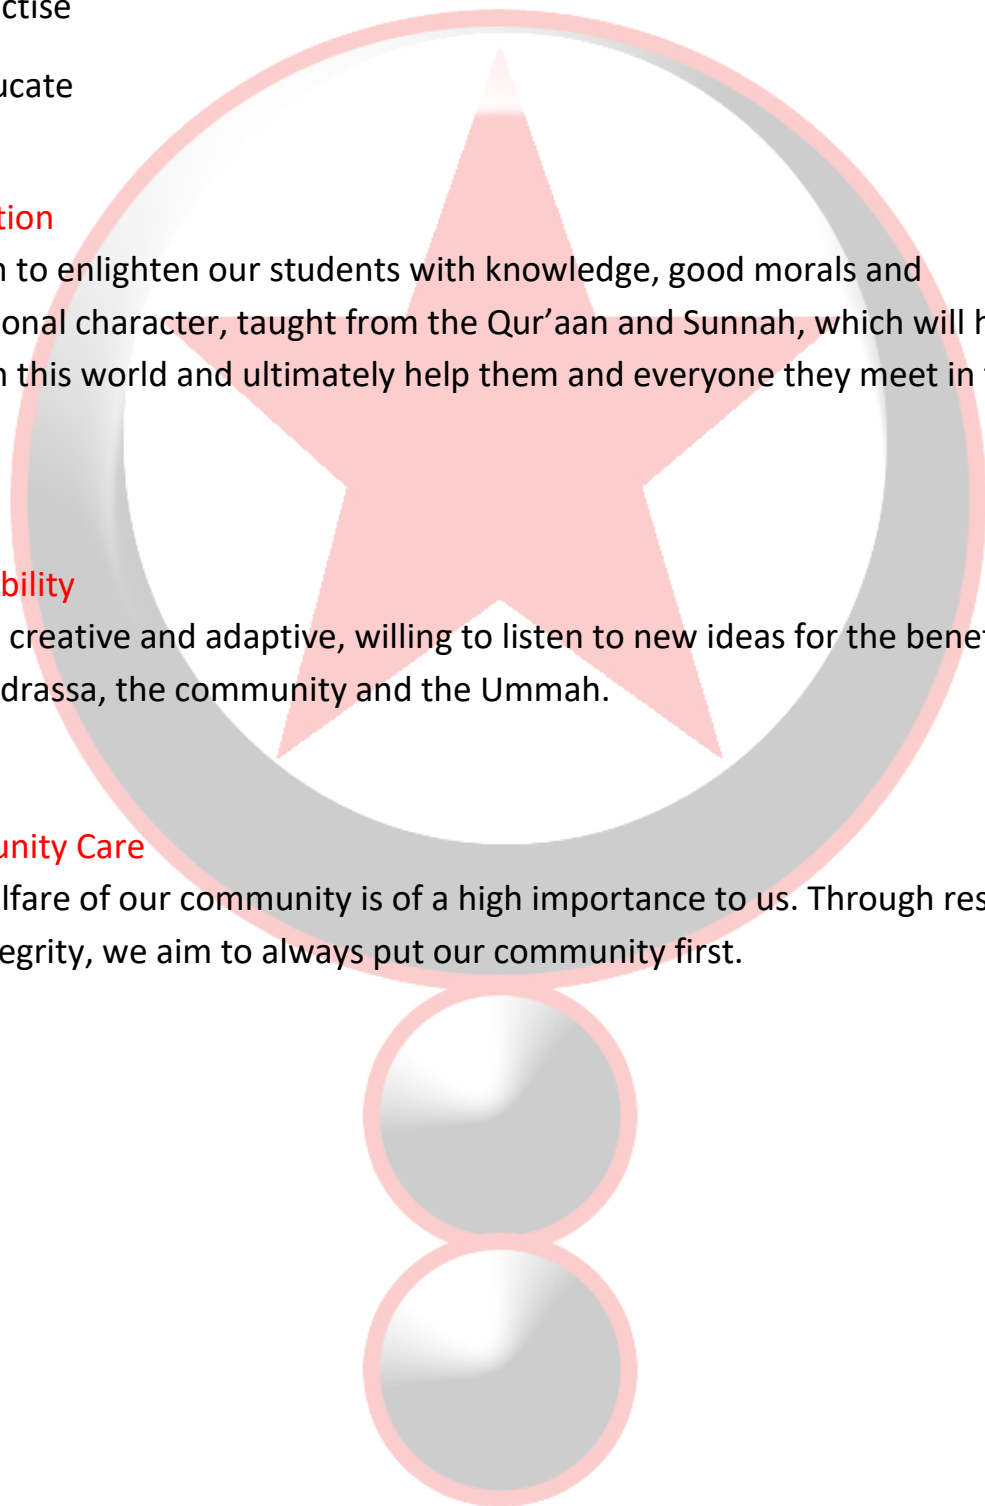 ctise
ucate
tion
n to enlighten our students with knowledge, good morals and
onal character, taught from the Qur’aan and Sunnah, which will h
n this world and ultimately help them and everyone they meet in t
bility
creative and adaptive, willing to listen to new ideas for the bene
drassa, the community and the Ummah.
unity Care
lfare of our community is of a high importance to us. Through res
egrity, we aim to always put our community first.